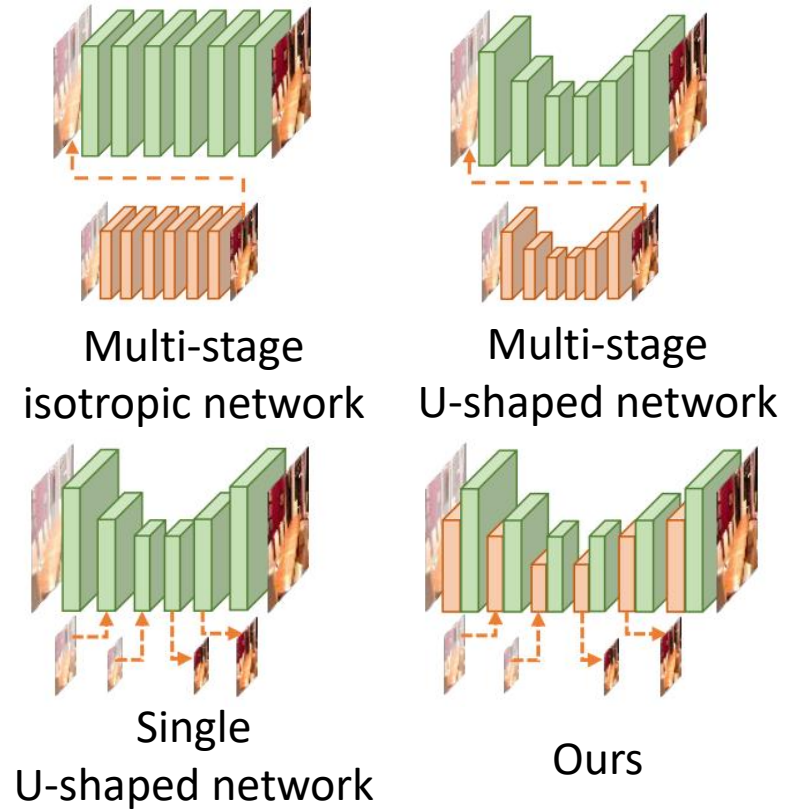 Multi-stage
isotropic network
Multi-stage
U-shaped network
Single
U-shaped network
Ours